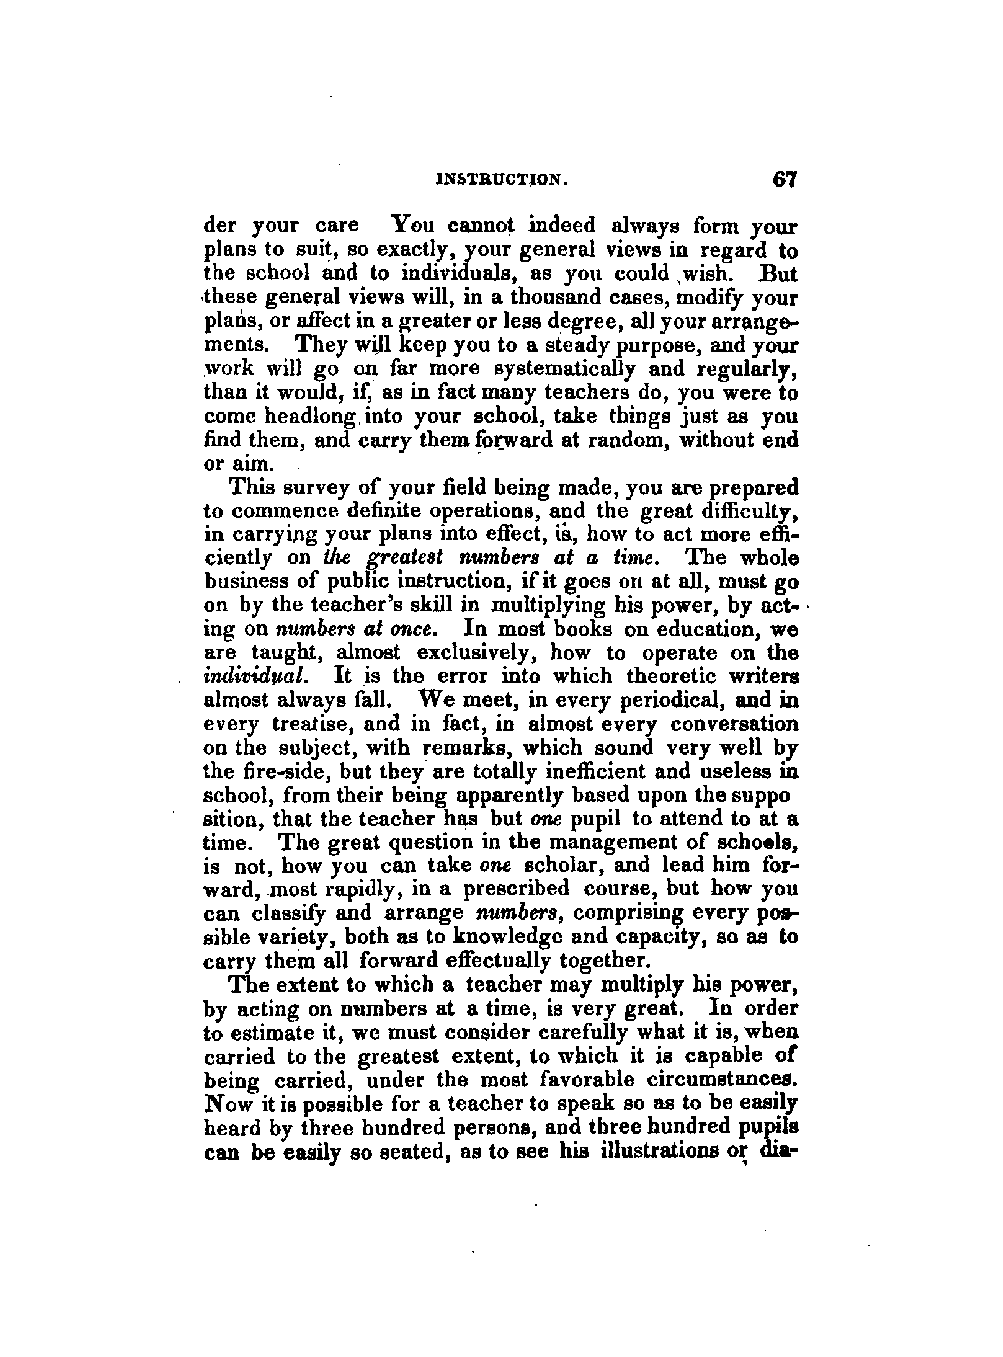 INSTRUCTION. 67
der your care You cannot indeed always form your
plans to suit, so exactly, your general views in regard to
the school and to individuals, as you could wish. But
these general views will, in a thousand cases, modify your
plans, or affect in a greater or less degree, all your arrange-
ments. They will keep you to a steady purpose, and your
work will go on far more systematically and regularly,
than it would, if, as in fact many teachers do, you were to
come headlong into your school, take things just as you
find them, and carry them forward at random, without end
or aim.
This survey of your field being made, you are prepared
to commence definite operations, and the great difficulty,
in carrying your plans into effect, is, how to act more effi-
ciently on the greatest numbers at a time. The whole
business of public instruction, if it goes on at all, must go
on by the teacher's skill in multiplying his power, by act-
ing on numbers at once. In most books on education, we
are taught, almost exclusively, how to operate on the
individual. It is the error into which theoretic writers
almost always fall. We meet, in every periodical, and in
every treatise, and in fact, in almost every conversation
on the subject, with remarks, which sound very well by
the fire-side, but they are totally inefficient and useless in
school, from their being apparently based upon the suppo
sition, that the teacher has but one pupil to attend to at a
time. The great question in the management of schools,
is not, how you can take one scholar, and lead him for-
ward, most rapidly, in a prescribed course, but how you
can classify and arrange numbers, comprising every pos-
sible variety, both as to knowledge and capacity, so as to
carry them all forward effectually together.
The extent to which a teacher may multiply his power,
by acting on numbers at a time, is very great. In order
to estimate it, we must consider carefully what it is, when
carried to the greatest extent, to which it is capable of
being carried, under the most favorable circumstances.
Now it is possible for a teacher to speak so as to be easily
heard by three hundred persons, and three hundred pupils
can be easily so seated, as to see his illustrations or dia-